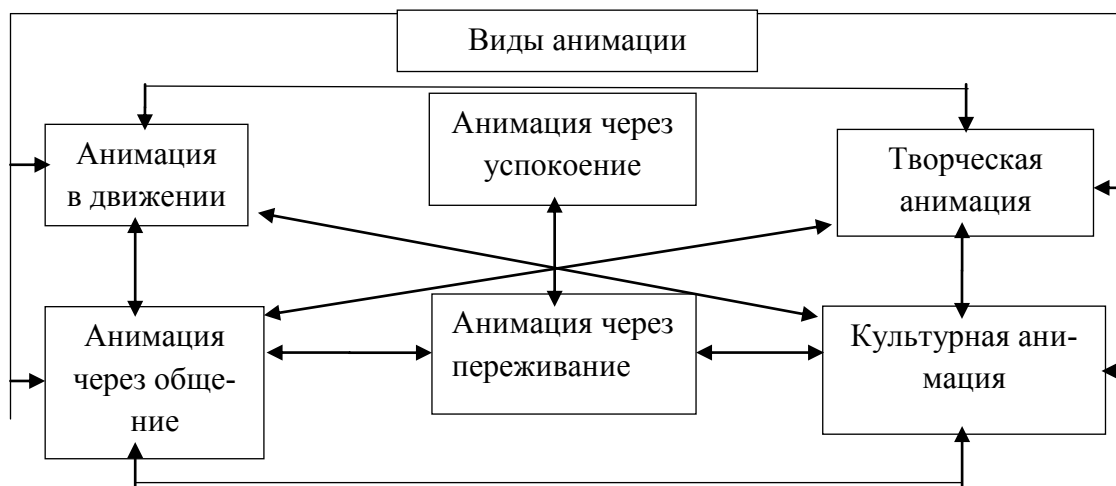 Виды анимации
Анимация
в движении
Анимация через
успокоение
Творческая
анимация
Анимация
через обще-
ние
Анимация через
переживание
Культурная ани-
мация